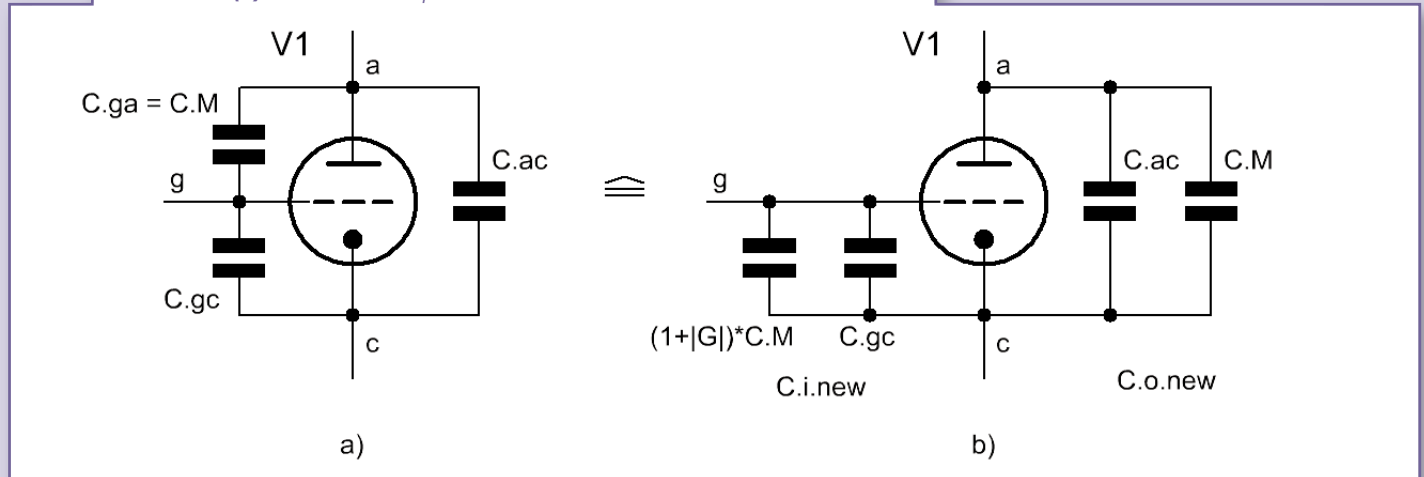 V1
a
C.ga = C.M
C.ac
g
C.gc
c
a)
V1
a
C.ac
C.M
g
(1+|G|)*C.M
C.gc
c
C.i.new
C.o.new
b)